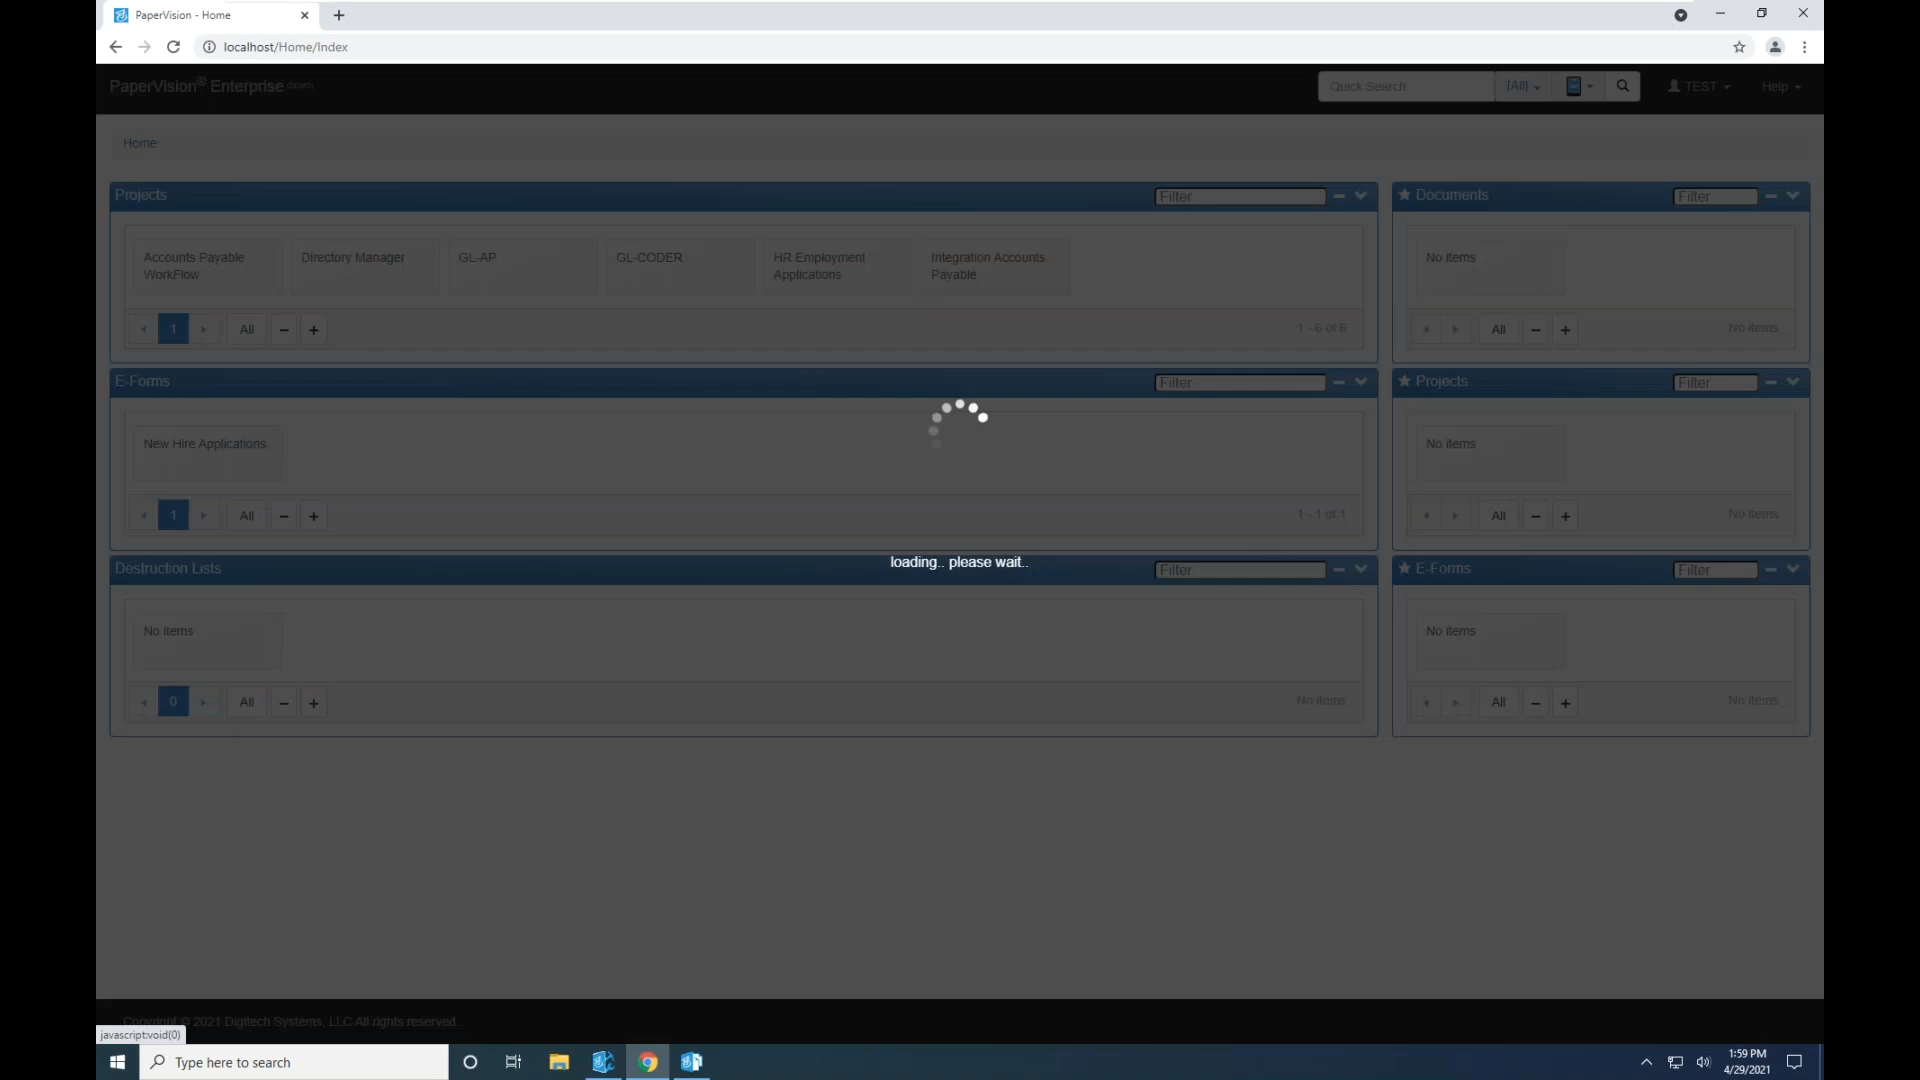 PaperVision - Home
localhost/Home/Index
PaperVision® Enterprise
Quick Search
[All]
TEST
Help
Home
Projects
Filter
Documents
Filter
Accounts Payable
WorkFlow
Directory Manager
GL-AP
GL-CODER
HR Employment
Applications
Integration Accounts
Payable
No items
1
All
1 - 6 of 6
All
No items
E-Forms
Filter
Projects
Filter
New Hire Applications
No items
1
All
1 - 1 of 1
All
No items
loading.. please wait..
Destruction Lists
Filter
E-Forms
Filter
No items
No items
0
All
No items
All
No items
Copyright © 2021 Digitech Systems, LLC All rights reserved.
javascript:void(0)
Type here to search
1:59 PM
4/29/2021